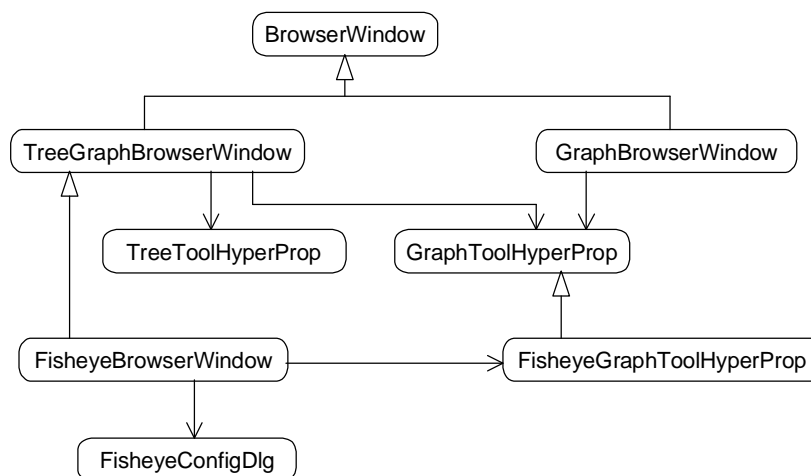 BrowserWindow
TreeGraphBrowserWindow
GraphBrowserWindow
TreeToolHyperProp
GraphToolHyperProp
FisheyeBrowserWindow
FisheyeGraphToolHyperProp
FisheyeConfigDlg